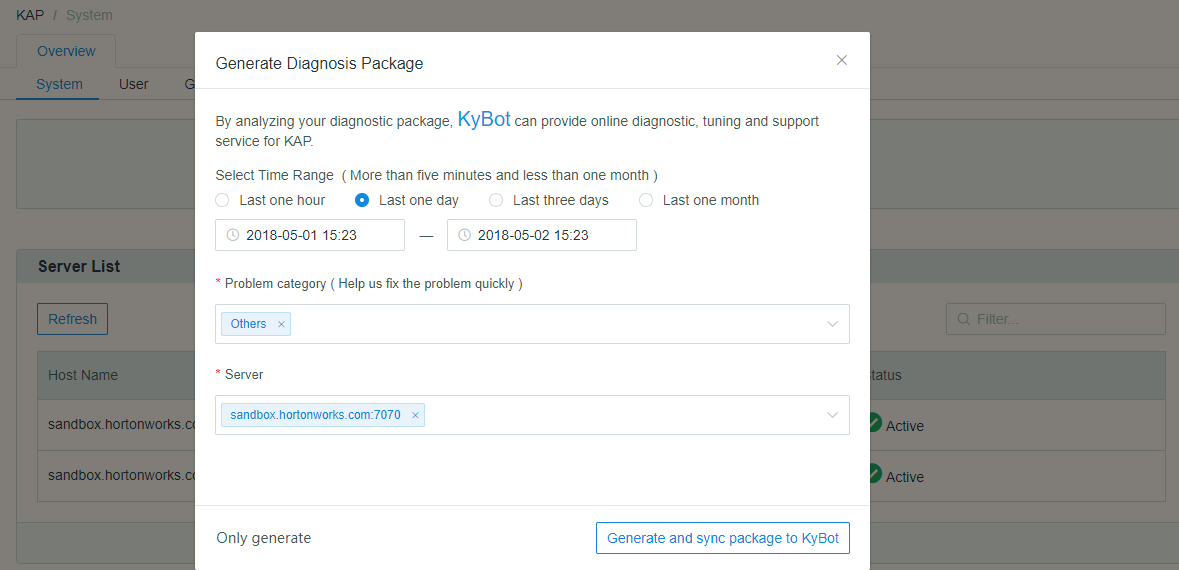 KAP / System
Overview
System User G
Generate Diagnosis Package
By analyzing your diagnostic package, KyBot can provide online diagnostic, tuning and support
service for KAP.
Select Time Range ( More than five minutes and less than one month )
Last one hour Last one day Last three days Last one month
2018-05-01 15:23 — 2018-05-02 15:23
* Problem category ( Help us fix the problem quickly )
Others ×
* Server
sandbox.hortonworks.com:7070 ×
Only generate Generate and sync package to KyBot
Server List
Refresh Filter...
Host Name tatus
sandbox.hortonworks.co Active
sandbox.hortonworks.co Active